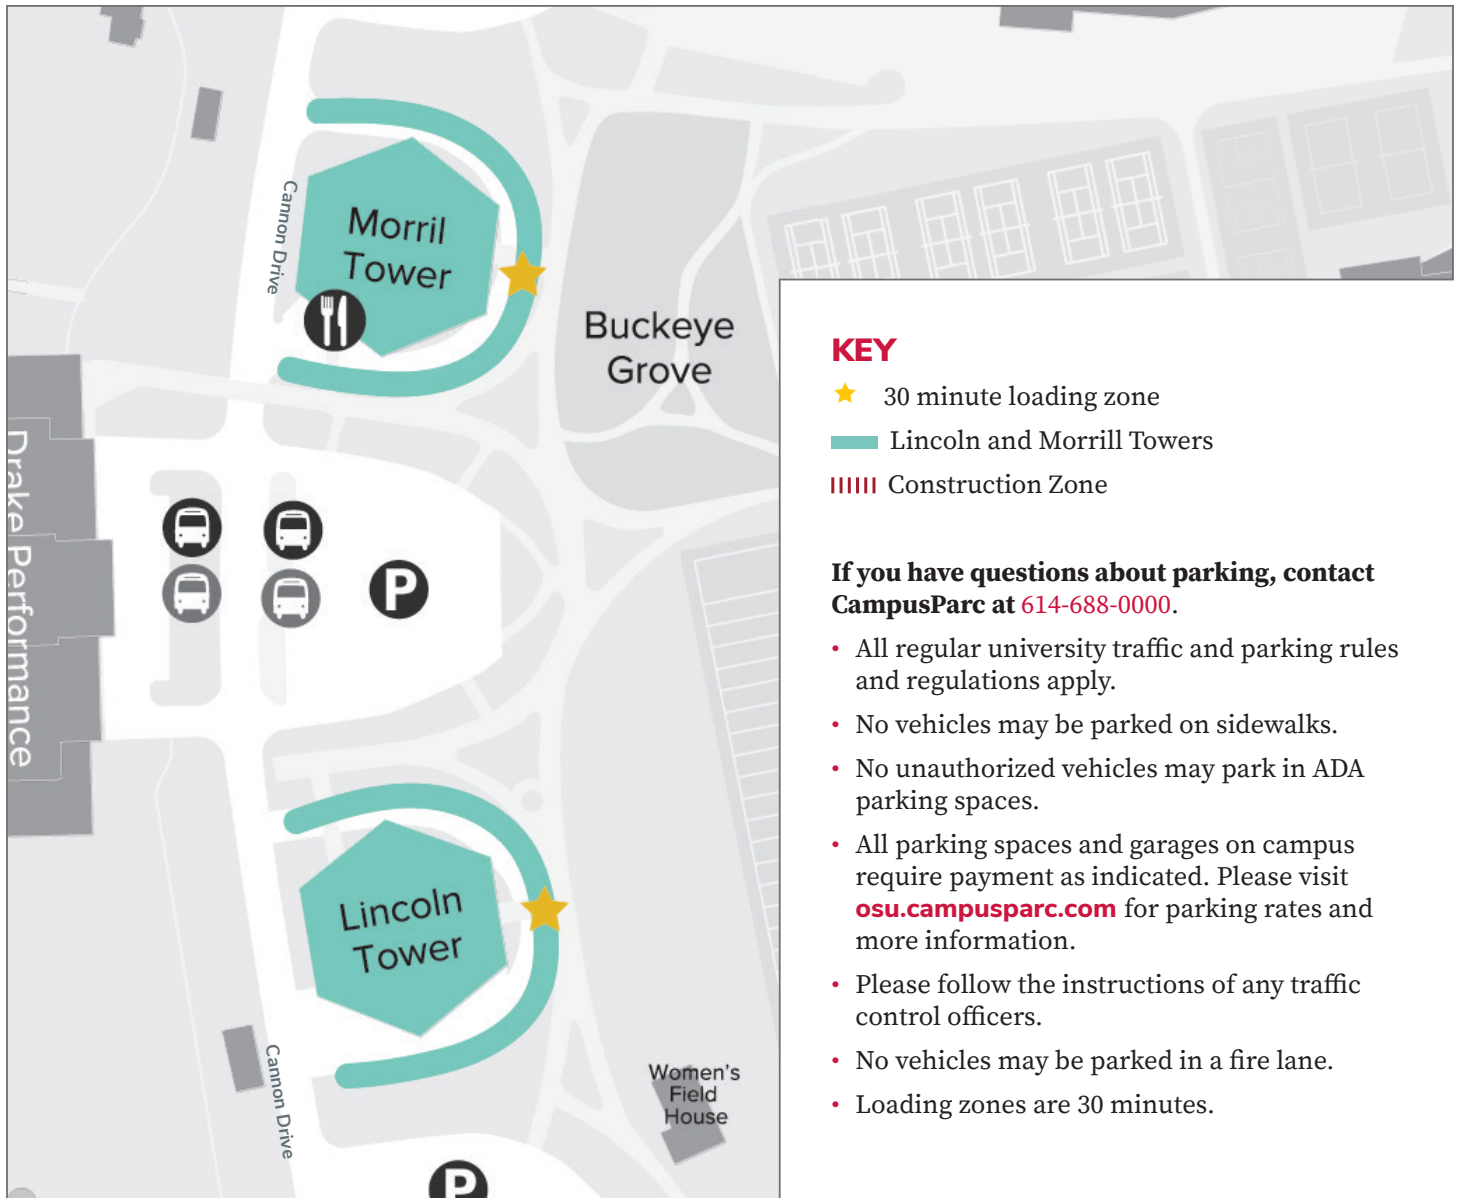 Cannon Drive
Morril
Tower
Buckeye
Grove
Drake Performance
P
Lincoln
Tower
Cannon Drive
Women's
Field
House
P
KEY
30 minute loading zone
Lincoln and Morrill Towers
Construction Zone
If you have questions about parking, contact
CampusParc at 614-688-0000.
• All regular university traffic and parking rules
and regulations apply.
• No vehicles may be parked on sidewalks.
• No unauthorized vehicles may park in ADA
parking spaces.
• All parking spaces and garages on campus
require payment as indicated. Please visit
osu.campusparc.com for parking rates and
more information.
• Please follow the instructions of any traffic
control officers.
• No vehicles may be parked in a fire lane.
• Loading zones are 30 minutes.